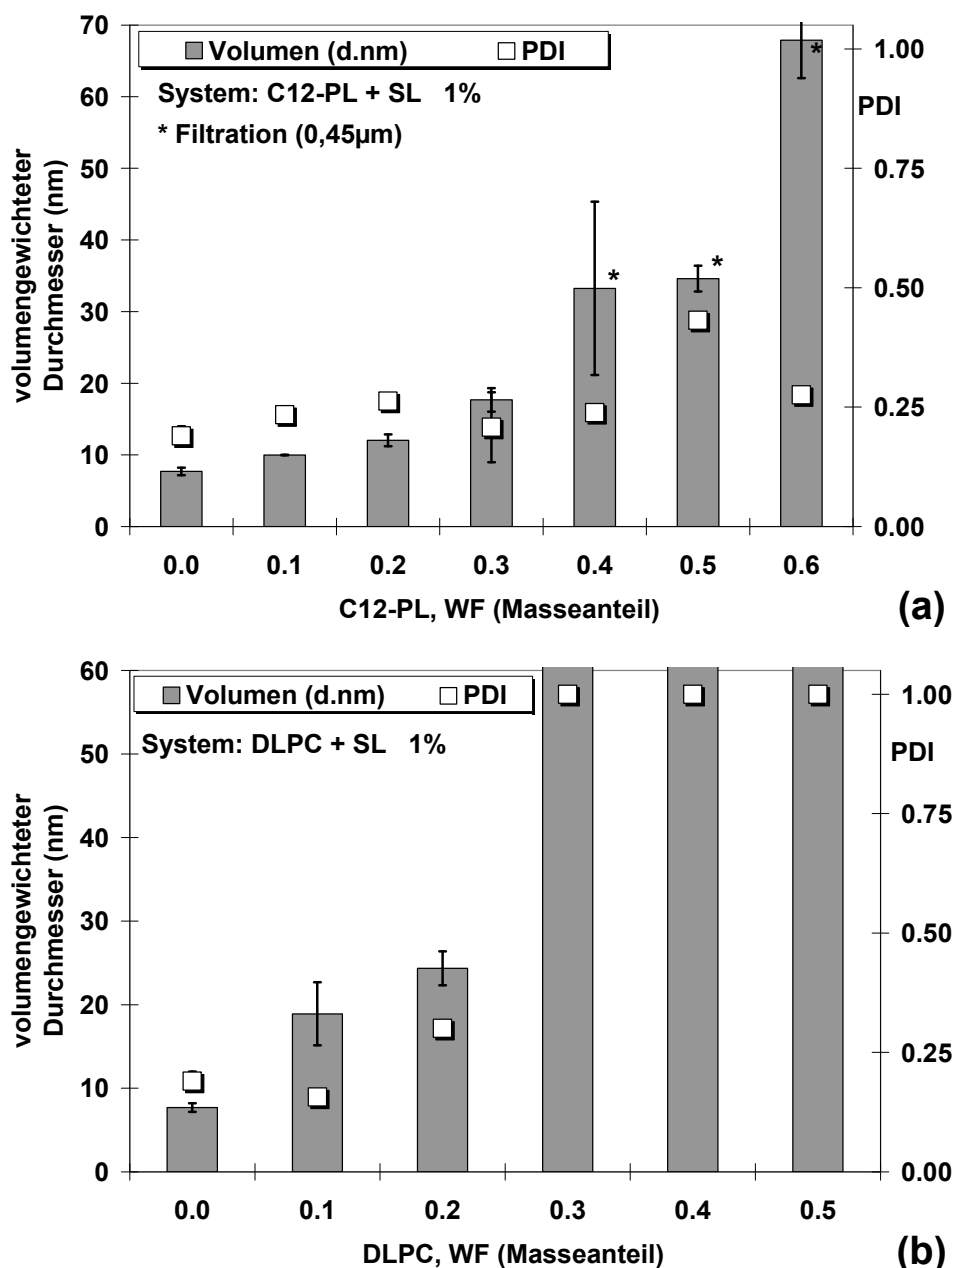 70
60
50
40
30
20
10
0
volumengewichteter
Durchmesser (nm)
Volumen (d.nm) PDI
System: C12-PL + SL 1%
* Filtration (0,45µm)
*
*
*
1.00
PDI
0.75
0.50
0.25
0.00
0.0 0.1 0.2 0.3 0.4 0.5 0.6
C12-PL, WF (Masseanteil)
(a)
60
50
40
30
20
10
0
volumengewichteter
Durchmesser (nm)
Volumen (d.nm) PDI
System: DLPC + SL 1%
1.00
PDI
0.75
0.50
0.25
0.00
0.0 0.1 0.2 0.3 0.4 0.5
DLPC, WF (Masseanteil)
(b)